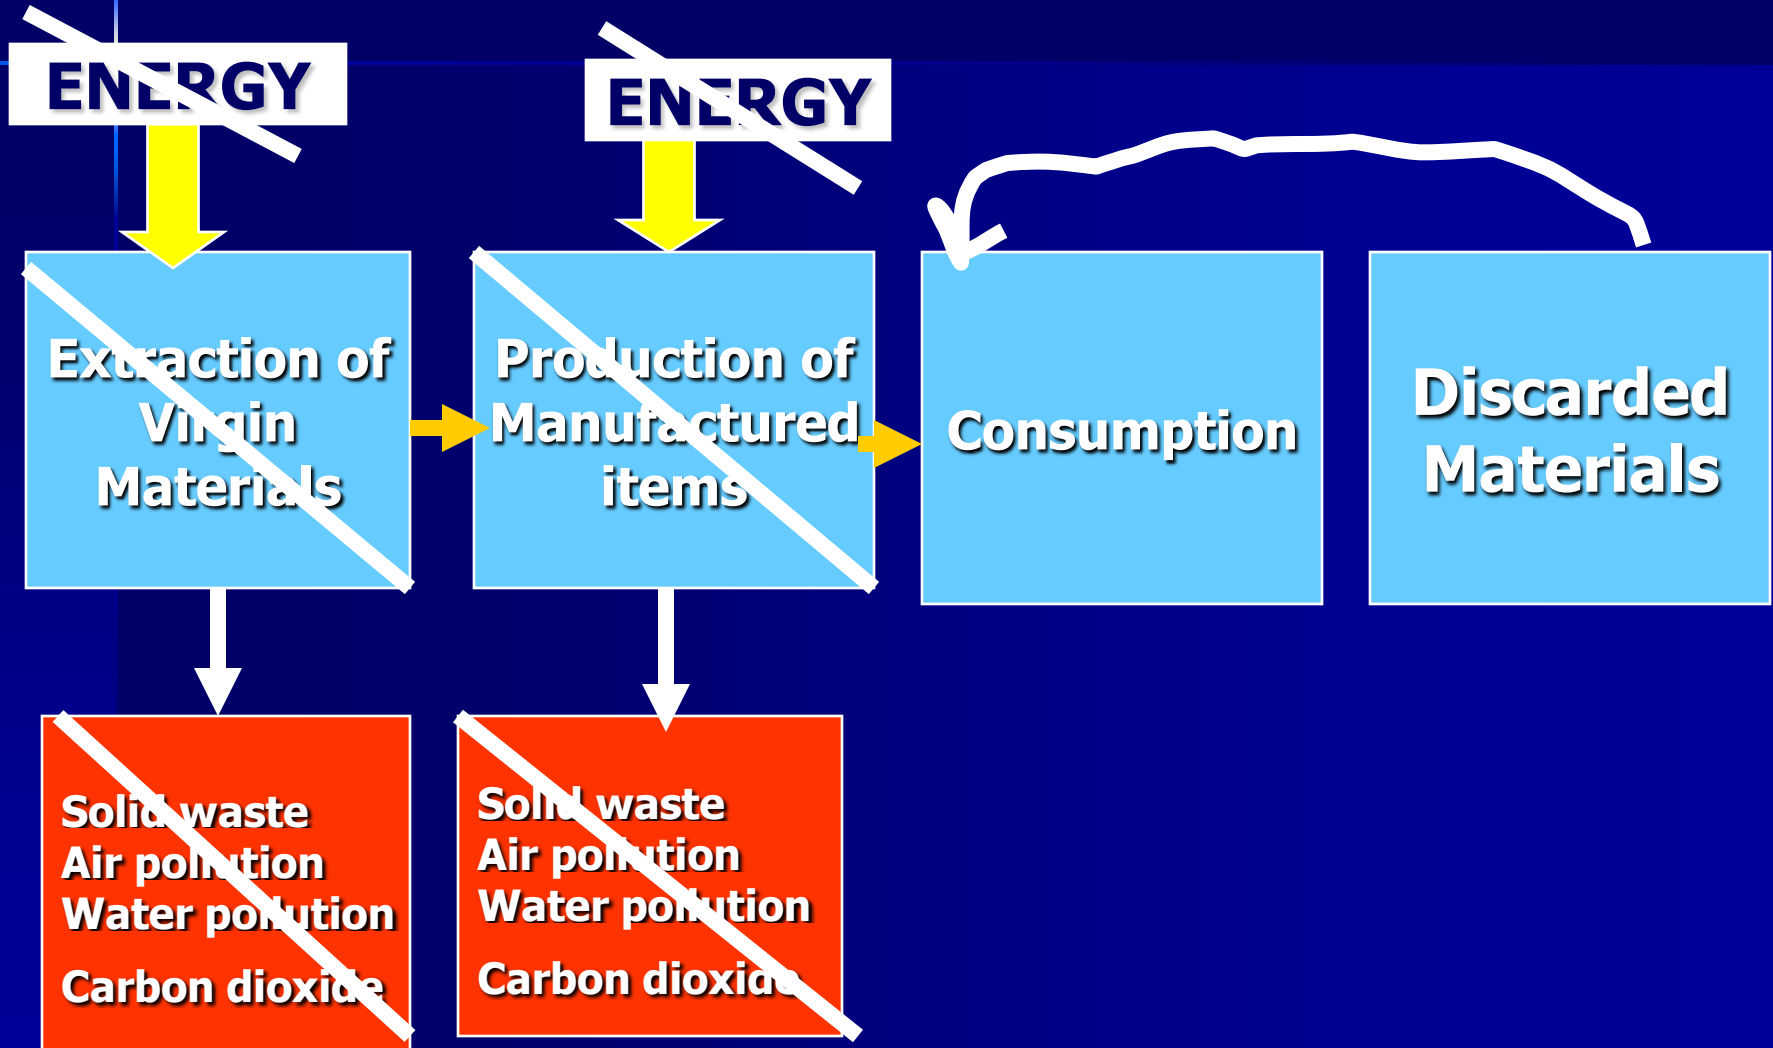 ENERGY
ENERGY
Extraction of
Virgin
Materials
Production of
Manufactured
items
Consumption
Discarded
Materials
Solid waste
Air pollution
Water pollution
Carbon dioxide
Solid waste
Air pollution
Water pollution
Carbon dioxide